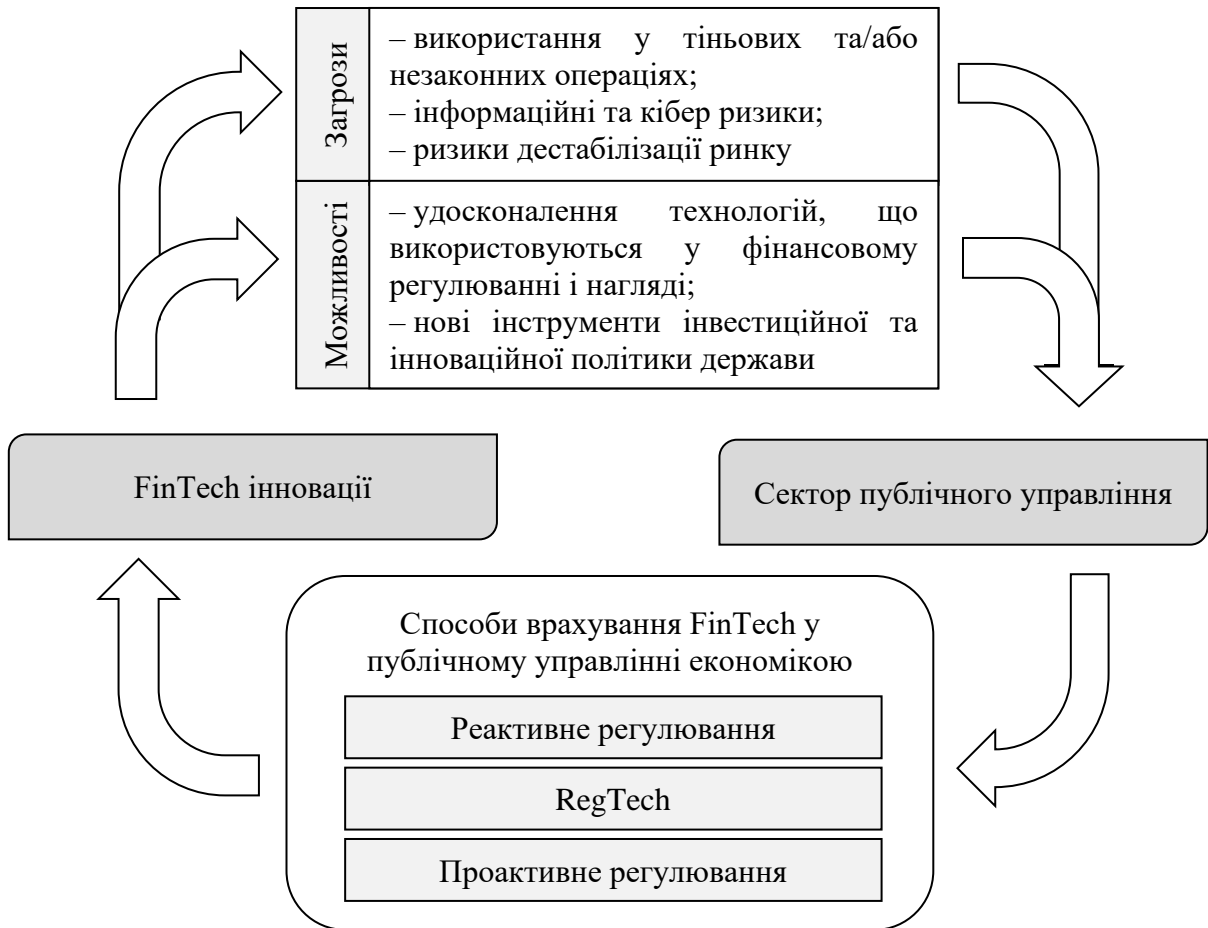 Загрози
– використання у тіньових та/або
незаконних операціях;
– інформаційні та кібер ризики;
– ризики дестабілізації ринку
Можливості
– удосконалення технологій, що
використовуються у фінансовому
регулюванні і нагляді;
– нові інструменти інвестиційної та
інноваційної політики держави
FinTech інновації
Сектор публічного управління
Способи врахування FinTech у
публічному управлінні економікою
Реактивне регулювання
RegTech
Проактивне регулювання